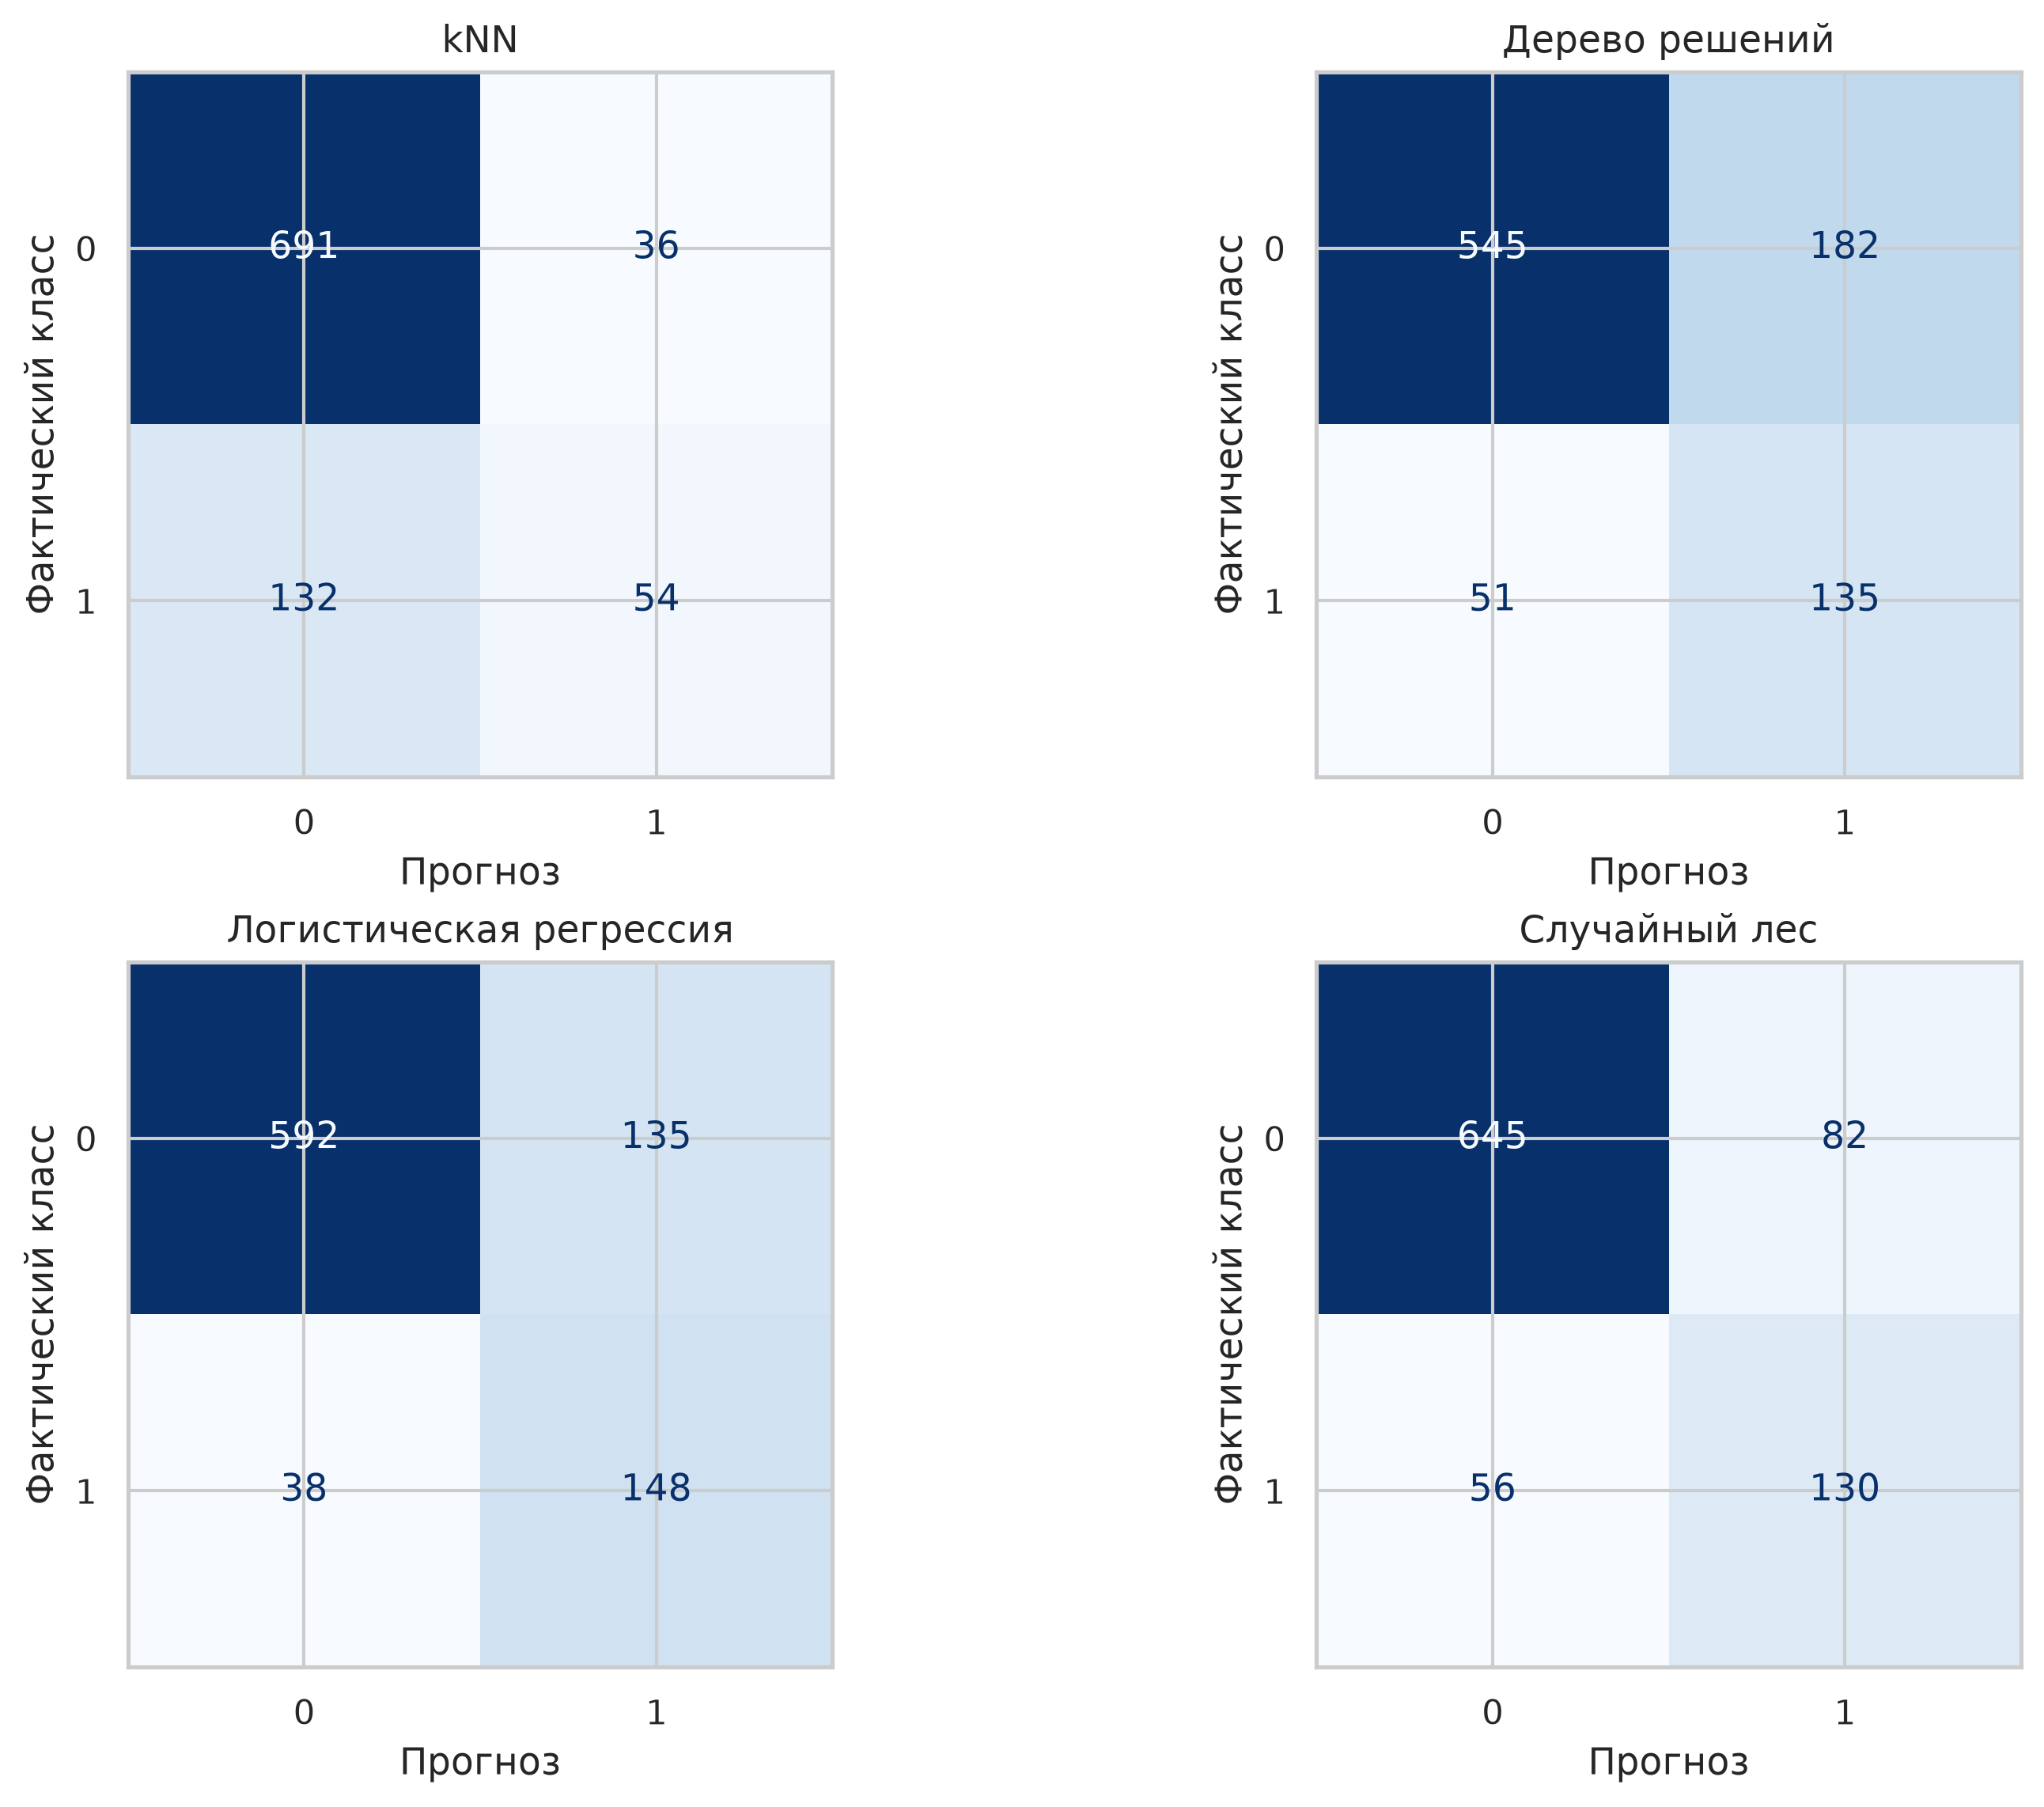 kNN
Фактический класс
0
691
36
1
132
54
0
1
Прогноз
Дерево решений
Фактический класс
0
545
182
1
51
135
0
1
Прогноз
Логистическая регрессия
Фактический класс
0
592
135
1
38
148
0
1
Прогноз
Случайный лес
Фактический класс
0
645
82
1
56
130
0
1
Прогноз